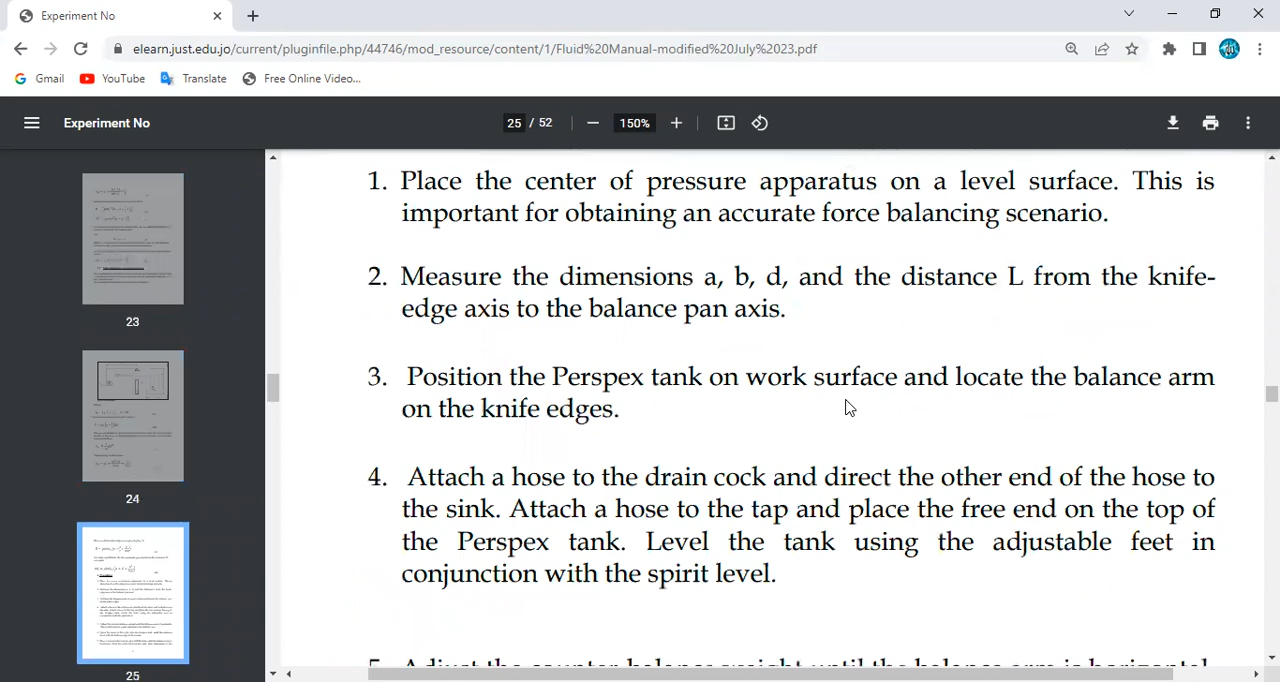 Experiment No
elearn.just.edu.jo/current/pluginfile.php/44746/mod_resource/content/1/Fluid%20Manual-modified%20July%202023.pdf
Gmail YouTube Translate Free Online Video...
Experiment No 25 / 52 150%
23
24
25
1. Place the center of pressure apparatus on a level surface. This is
important for obtaining an accurate force balancing scenario.
2. Measure the dimensions a, b, d, and the distance L from the knife-
edge axis to the balance pan axis.
3. Position the Perspex tank on work surface and locate the balance arm
on the knife edges.
4. Attach a hose to the drain cock and direct the other end of the hose to
the sink. Attach a hose to the tap and place the free end on the top of
the Perspex tank. Level the tank using the adjustable feet in
conjunction with the spirit level.
5. Adjust the counter balance weight until the balance arm is horizontal.